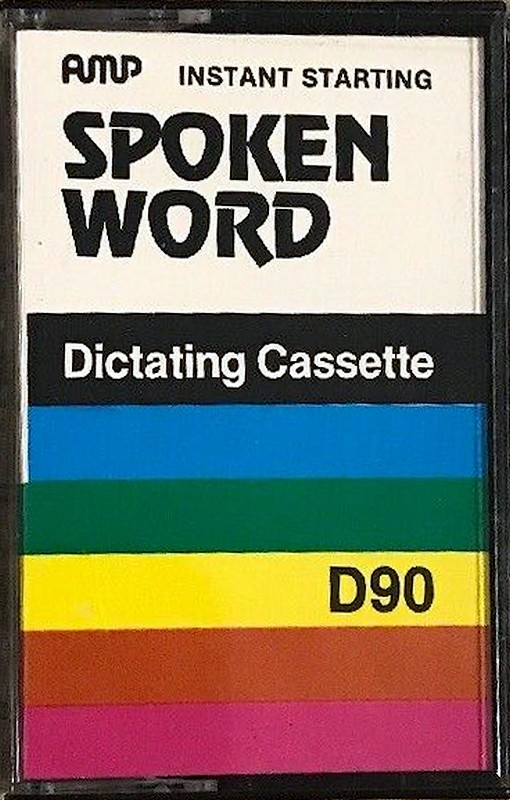 AMP INSTANT STARTING
SPOKEN
WORD
Dictating Cassette
D90